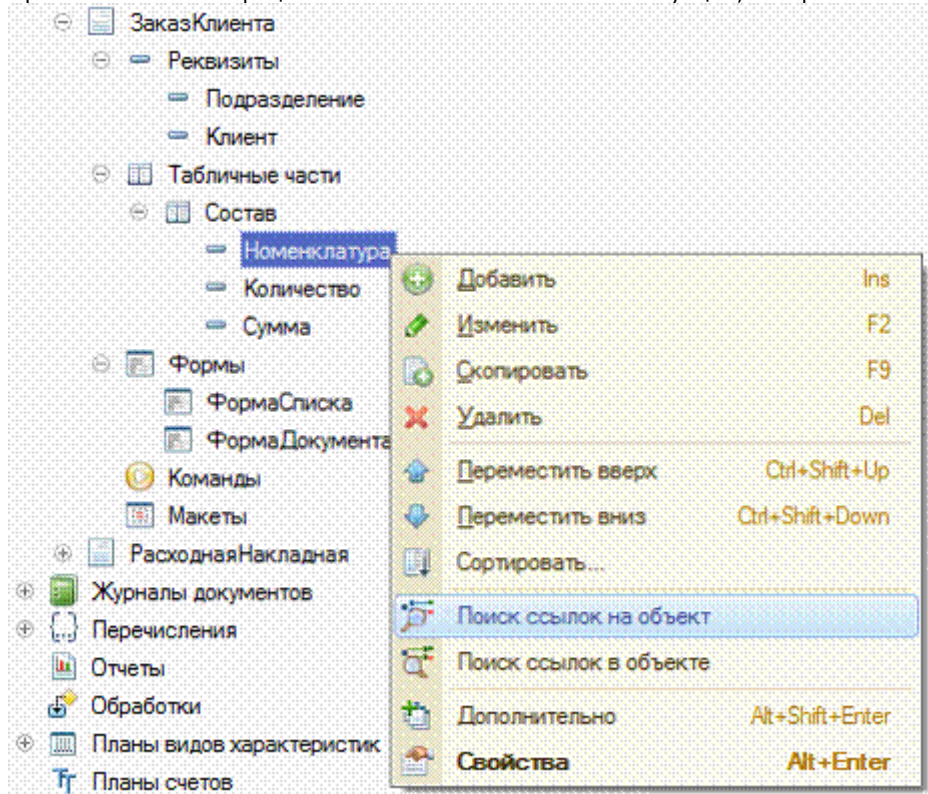 ЗаказКлиента
Реквизиты
Подразделение
Клиент
Табличные части
Состав
Номенклатура
Количество
Сумма
Формы
ФормаСписка
ФормаДокумента
Команды
Макеты
РасходнаяНакладная
Журналы документов
Перечисления
Отчеты
Обработки
Планы видов характеристик
Планы счетов
Добавить Ins
Изменить F2
Скопировать F9
Удалить Del
Переместить вверх Ctrl+Shift+Up
Переместить вниз Ctrl+Shift+Down
Сортировать...
Поиск ссылок на объект
Поиск ссылок в объекте
Дополнительно Alt+Shift+Enter
Свойства Alt+Enter